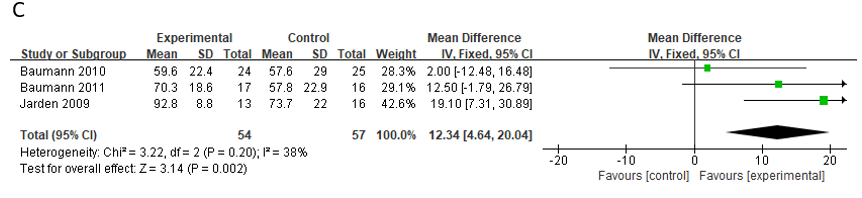 C
Experimental Control Mean Difference Mean Difference
Study or Subgroup Mean SD Total Mean SD Total Weight IV, Fixed, 95% CI IV, Fixed, 95% CI
Baumann 2010 59.6 22.4 24 57.6 29 25 28.3% 2.00 [-12.48, 16.48]
Baumann 2011 70.3 18.6 17 57.8 22.9 16 29.1% 12.50 [-1.79, 26.79]
Jarden 2009 92.8 8.8 13 73.7 22 16 42.6% 19.10 [7.31, 30.89]
Total (95% CI) 54 57 100.0% 12.34 [4.64, 20.04]
Heterogeneity: Chi² = 3.22, df = 2 (P = 0.20); I² = 38%
Test for overall effect: Z = 3.14 (P = 0.002)
-20 -10 0 10 20
Favours [control] Favours [experimental]